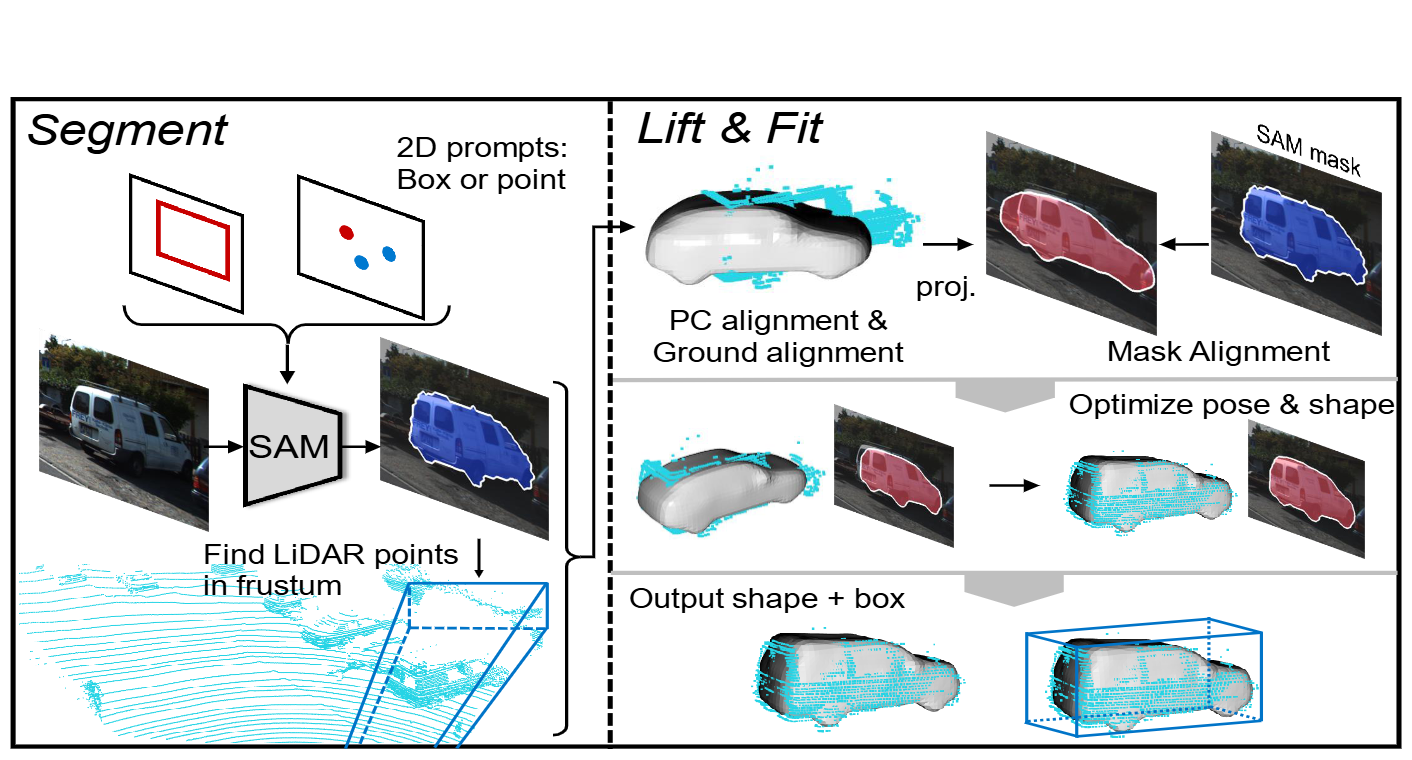 Segment
2D prompts:
Box or point
SAM
Find LiDAR points
in frustum
Lift & Fit
SAM mask
proj.
PC alignment &
Ground alignment
Mask Alignment
Optimize pose & shape
Output shape + box